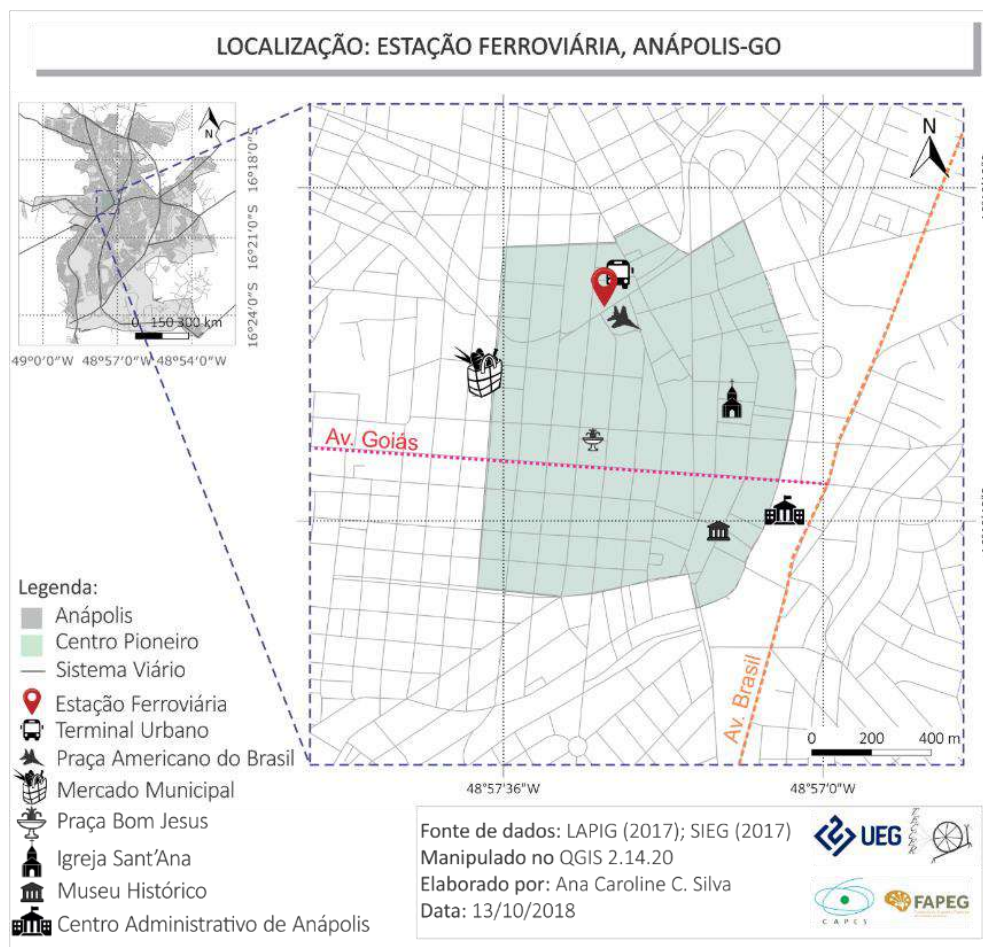 LOCALIZAÇÃO: ESTAÇÃO FERROVIÁRIA, ANÁPOLIS-GO
N
16°18'0"S
16°21'0"S
16°24'0"S
0 150 300 km
49°0'0"W 48°57'0"W 48°54'0"W
N
Av. Goiás
Av. Brasil
0 200 400 m
48°57'36"W 48°57'0"W
Legenda:
Anápolis
Centro Pioneiro
Sistema Viário
Estação Ferroviária
Terminal Urbano
Praça Americano do Brasil
Mercado Municipal
Praça Bom Jesus
Igreja Sant'Ana
Museu Histórico
Centro Administrativo de Anápolis
Fonte de dados: LAPIG (2017); SIEG (2017)
Manipulado no QGIS 2.14.20
Elaborado por: Ana Caroline C. Silva
Data: 13/10/2018
UEG
TECCER
CAPES
FAPEG